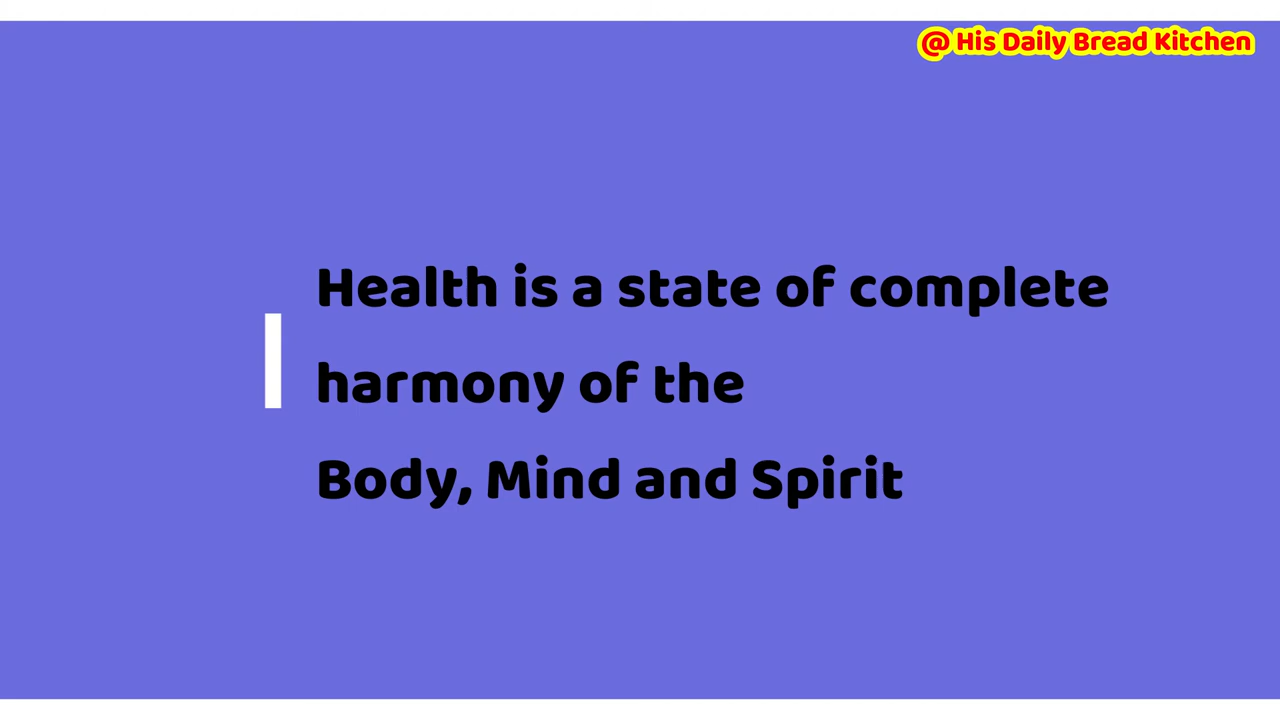 @ His Daily Bread Kitchen
Health is a state of complete
harmony of the
Body, Mind and Spirit